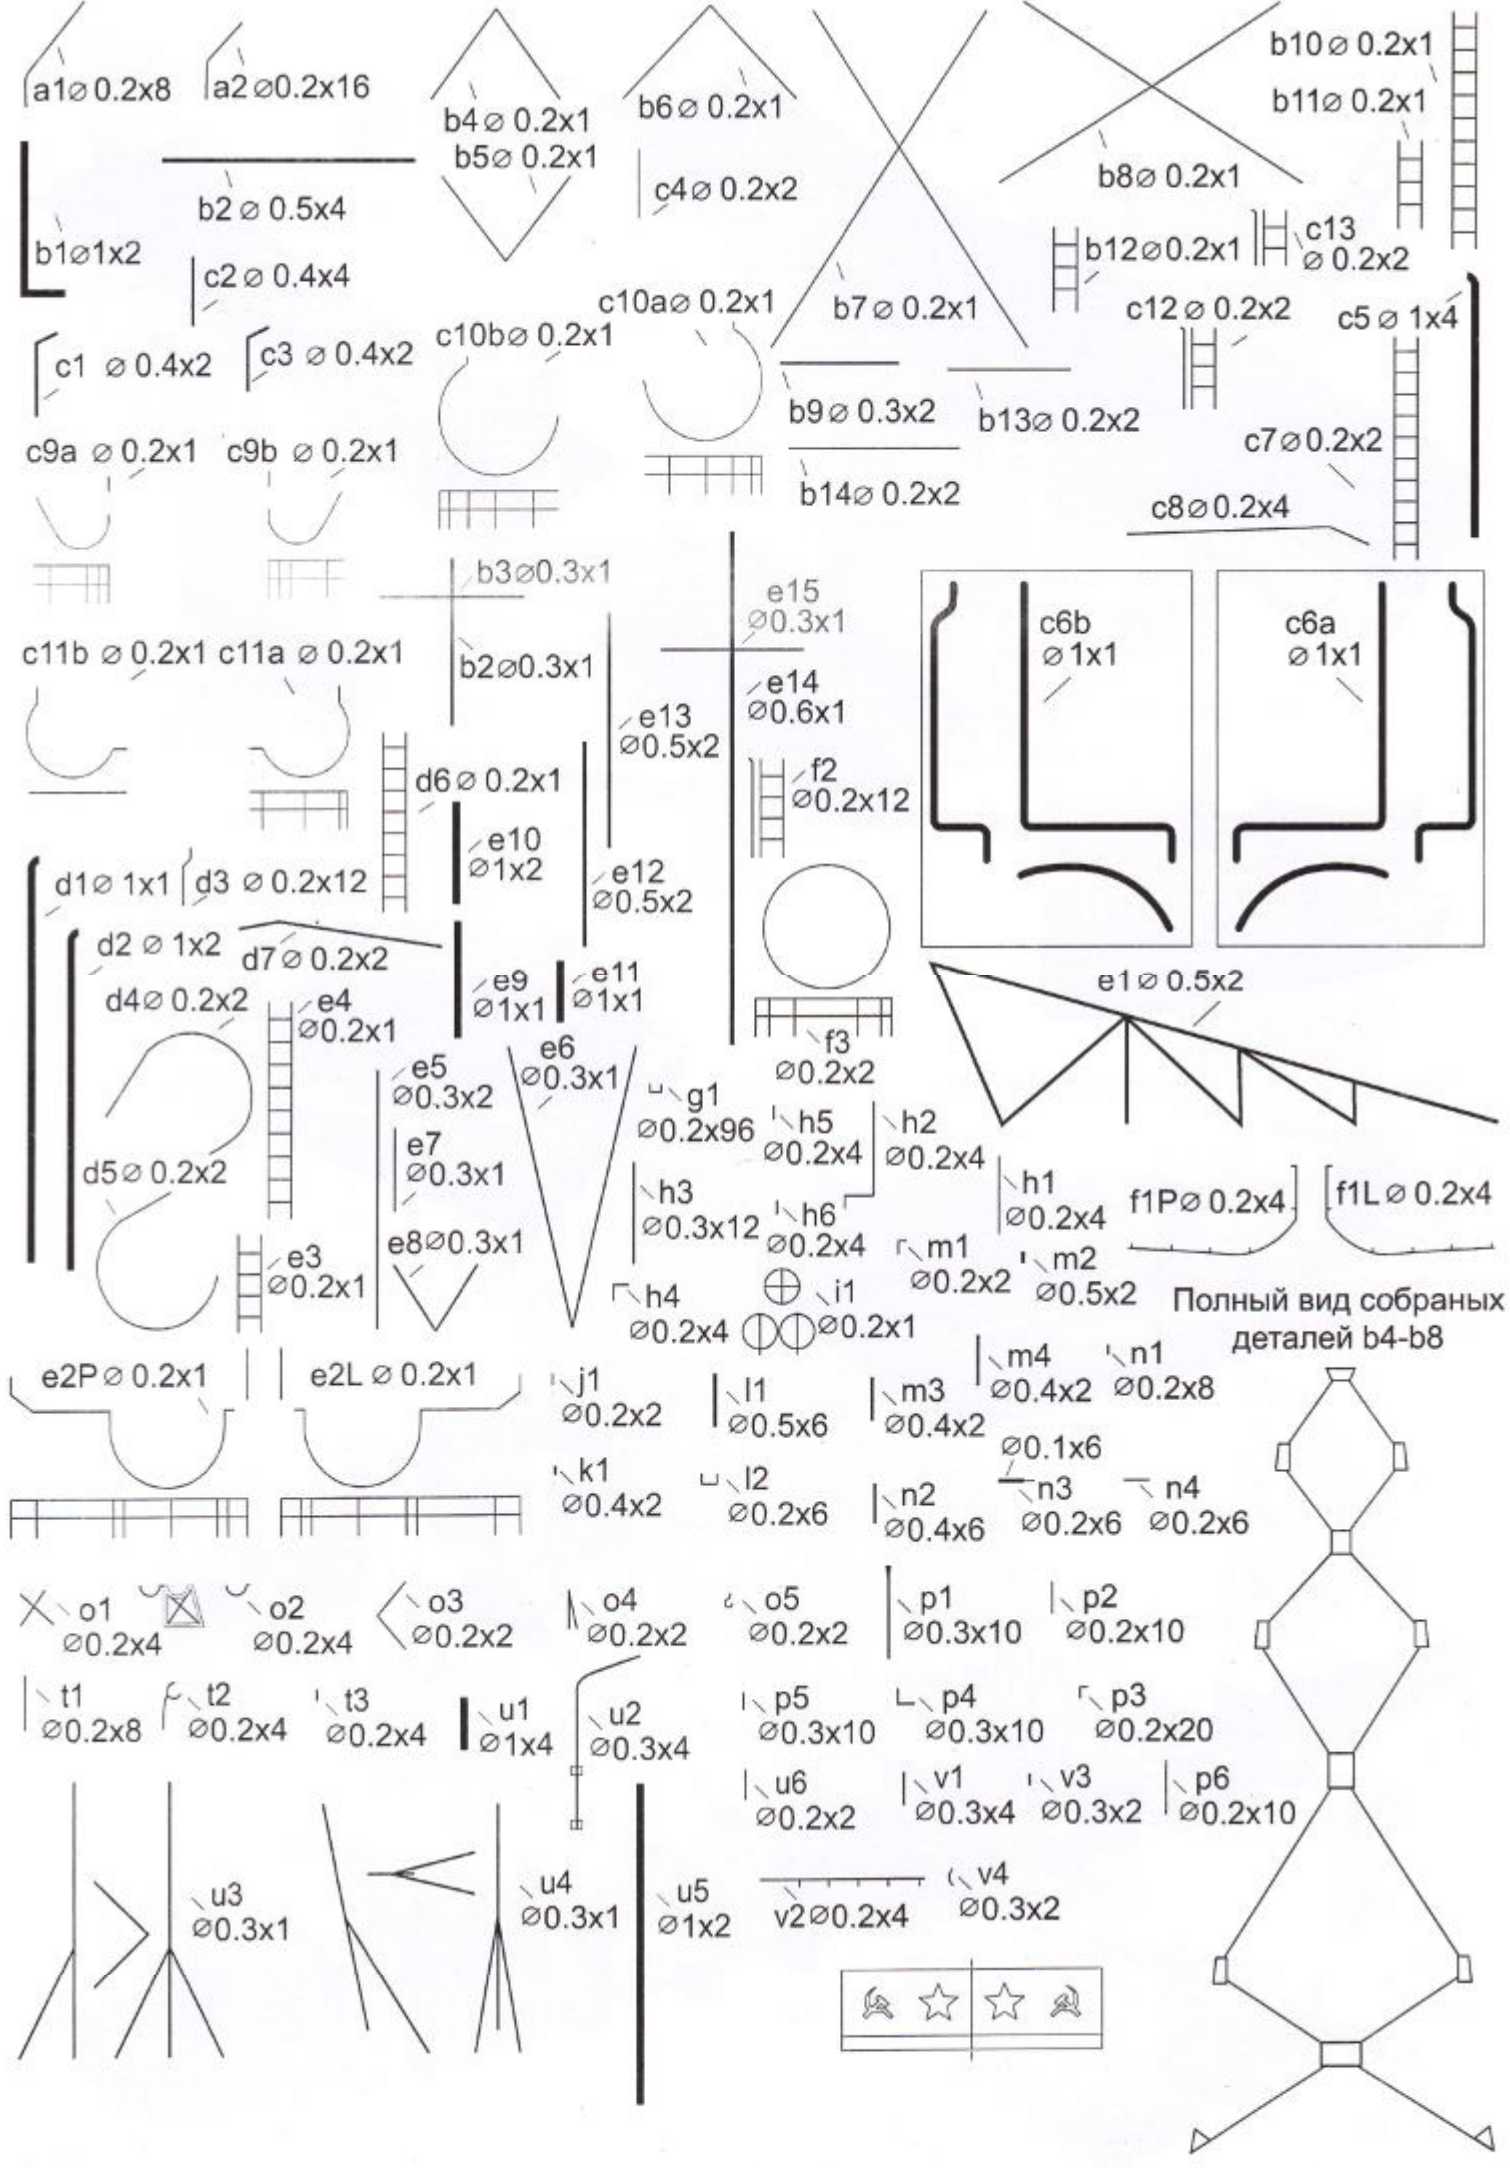 a1⌀ 0.2x8
a2 ⌀0.2x16
b4⌀ 0.2x1
b5⌀ 0.2x1
b6⌀ 0.2x1
b10⌀ 0.2x1
b11⌀ 0.2x1
b8⌀ 0.2x1
c4⌀ 0.2x2
b2 ⌀ 0.5x4
b1⌀1x2
c2⌀ 0.4x4
b12⌀0.2x1
c13
⌀ 0.2x2
c10a⌀ 0.2x1
b7⌀ 0.2x1
c12⌀ 0.2x2
c5⌀ 1x4
c10b⌀ 0.2x1
c1 ⌀ 0.4x2
c3 ⌀ 0.4x2
b9⌀ 0.3x2
b13⌀ 0.2x2
c7⌀0.2x2
c9a ⌀ 0.2x1
c9b ⌀ 0.2x1
b14⌀ 0.2x2
c8⌀0.2x4
b3⌀0.3x1
e15
⌀0.3x1
c6b
⌀1x1
c6a
⌀1x1
c11b ⌀ 0.2x1
c11a ⌀ 0.2x1
b2⌀0.3x1
e14
⌀0.6x1
e13
⌀0.5x2
d6⌀ 0.2x1
f2
⌀0.2x12
e10
⌀1x2
d1⌀ 1x1
d3 ⌀ 0.2x12
e12
⌀0.5x2
d2 ⌀ 1x2
d7⌀ 0.2x2
e9
⌀1x1
e11
⌀1x1
e1⌀ 0.5x2
d4⌀ 0.2x2
e4
⌀0.2x1
f3
⌀0.2x2
e5
⌀0.3x2
e6
⌀0.3x1
g1
⌀0.2x96
h5
⌀0.2x4
h2
⌀0.2x4
d5⌀ 0.2x2
e7
⌀0.3x1
h3
⌀0.3x12
h6
⌀0.2x4
h1
⌀0.2x4
f1P⌀ 0.2x4
f1L⌀ 0.2x4
e3
⌀0.2x1
e8⌀0.3x1
m1
⌀0.2x2
m2
⌀0.5x2
h4
⌀0.2x4
i1
⌀0.2x1
Полный вид собраных
деталей b4-b8
e2P⌀ 0.2x1
e2L ⌀ 0.2x1
j1
⌀0.2x2
l1
⌀0.5x6
m3
⌀0.4x2
m4
⌀0.4x2
n1
⌀0.2x8
⌀0.1x6
k1
⌀0.4x2
l2
⌀0.2x6
n2
⌀0.4x6
n3
⌀0.2x6
n4
⌀0.2x6
o1
⌀0.2x4
o2
⌀0.2x4
o3
⌀0.2x2
o4
⌀0.2x2
o5
⌀0.2x2
p1
⌀0.3x10
p2
⌀0.2x10
t1
⌀0.2x8
t2
⌀0.2x4
t3
⌀0.2x4
u1
⌀1x4
u2
⌀0.3x4
p5
⌀0.3x10
p4
⌀0.3x10
p3
⌀0.2x20
u6
⌀0.2x2
v1
⌀0.3x4
v3
⌀0.3x2
p6
⌀0.2x10
u3
⌀0.3x1
u4
⌀0.3x1
u5
⌀1x2
v2⌀0.2x4
v4
⌀0.3x2